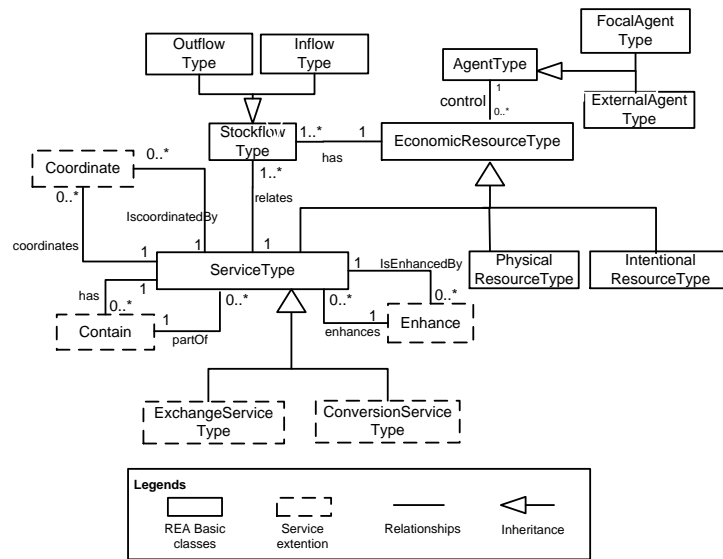 FocalAgent
Type
Outflow
Type
Inflow
Type
AgentType
ExternalAgent
Type
1
control
0..*
Stockflow
Type
1..*
1
has
EconomicResourceType
Coordinate
0..*
0..*
1..*
relates
IscoordinatedBy
coordinates
1
1
1
ServiceType
1
IsEnhancedBy
Physical
ResourceType
Intentional
ResourceType
has
1
0..*
0..*
0..*
0..*
Contain
1
partOf
enhances
1
Enhance
ExchangeService
Type
ConversionService
Type
Legends
REA Basic
classes
Service
extention
Relationships
Inheritance